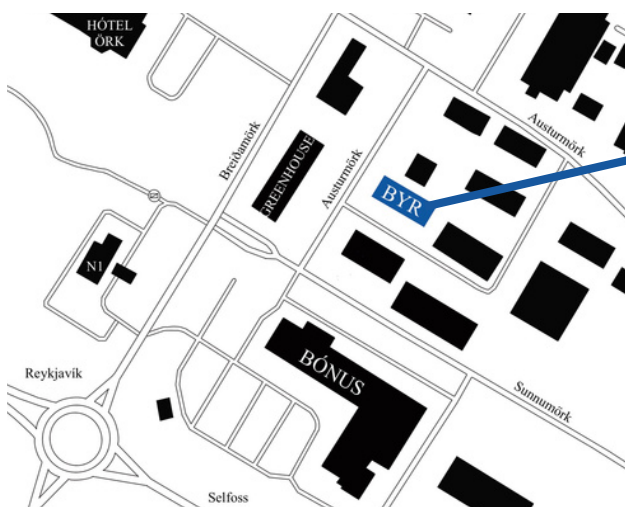 HÓTEL
ÖRK
Austurmörk
Breiðamörk
GREENHOUSE
Austurmörk
BYR
N1
BÓNUS
Reykjavík
Sunnumörk
Selfoss